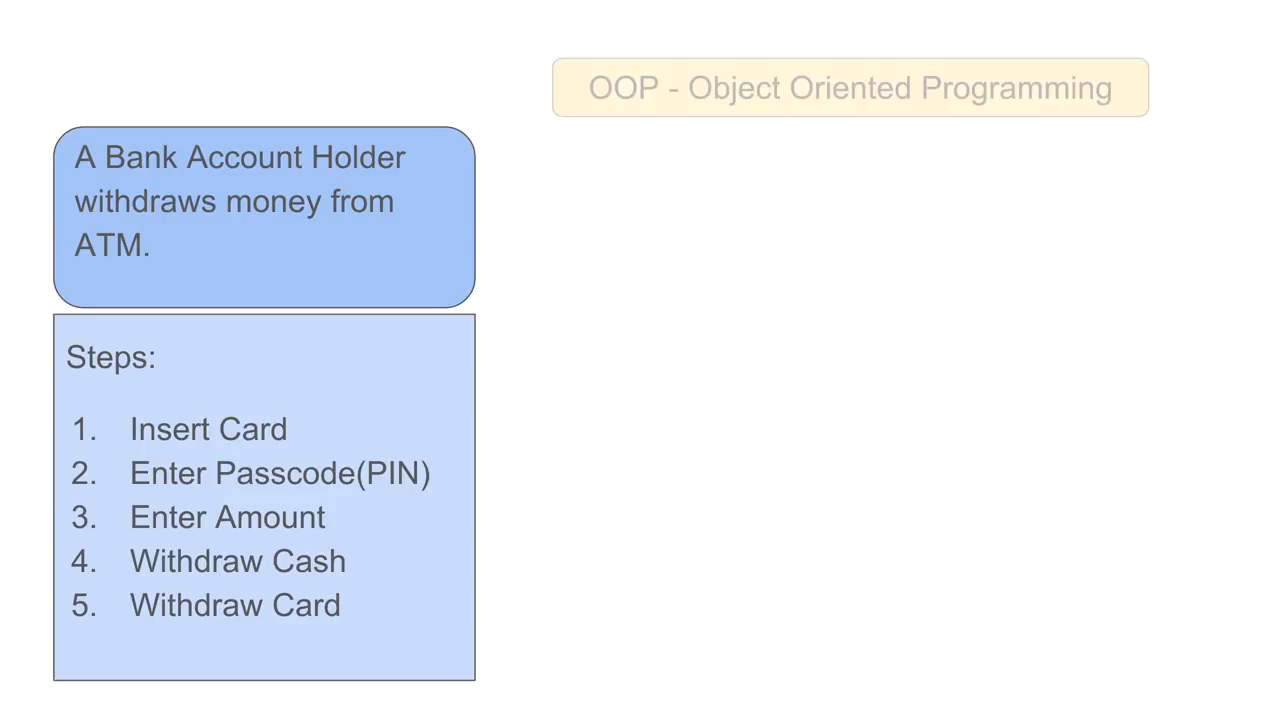 OOP - Object Oriented Programming
A Bank Account Holder
withdraws money from
ATM.
Steps:
1. Insert Card
2. Enter Passcode(PIN)
3. Enter Amount
4. Withdraw Cash
5. Withdraw Card